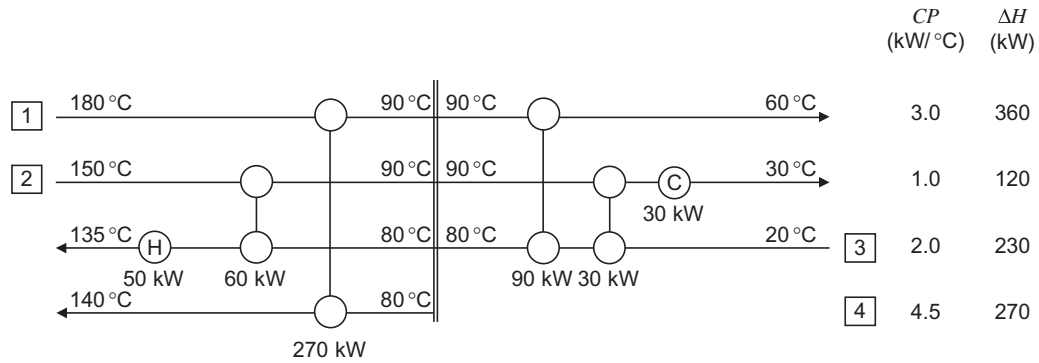 CP ΔH
(kW/°C) (kW)
1 180 °C 90 °C 90 °C 60 °C 3.0 360
2 150 °C 90 °C 90 °C 30 °C 1.0 120
C
30 kW
135 °C H 80 °C 80 °C 20 °C 3 2.0 230
50 kW 60 kW 90 kW 30 kW
140 °C 80 °C 4 4.5 270
270 kW